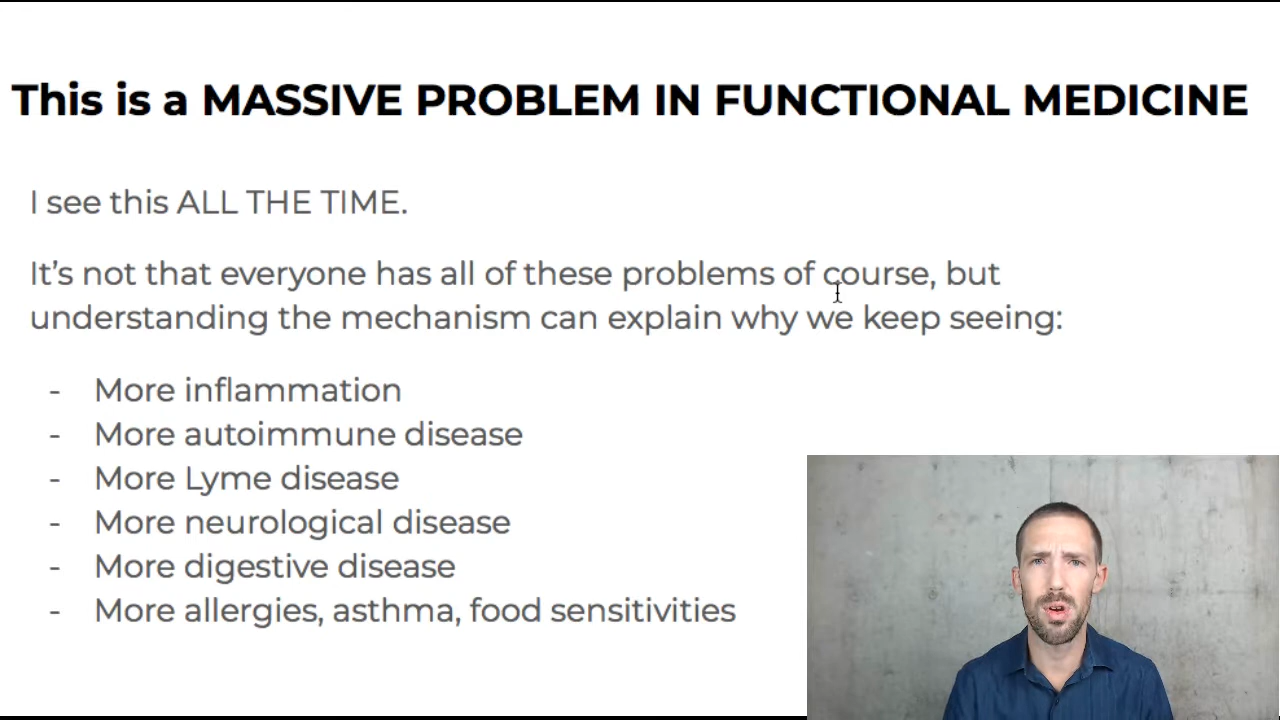 This is a MASSIVE PROBLEM IN FUNCTIONAL MEDICINE
I see this ALL THE TIME.
It’s not that everyone has all of these problems of course, but
understanding the mechanism can explain why we keep seeing:
- More inflammation
- More autoimmune disease
- More Lyme disease
- More neurological disease
- More digestive disease
- More allergies, asthma, food sensitivities